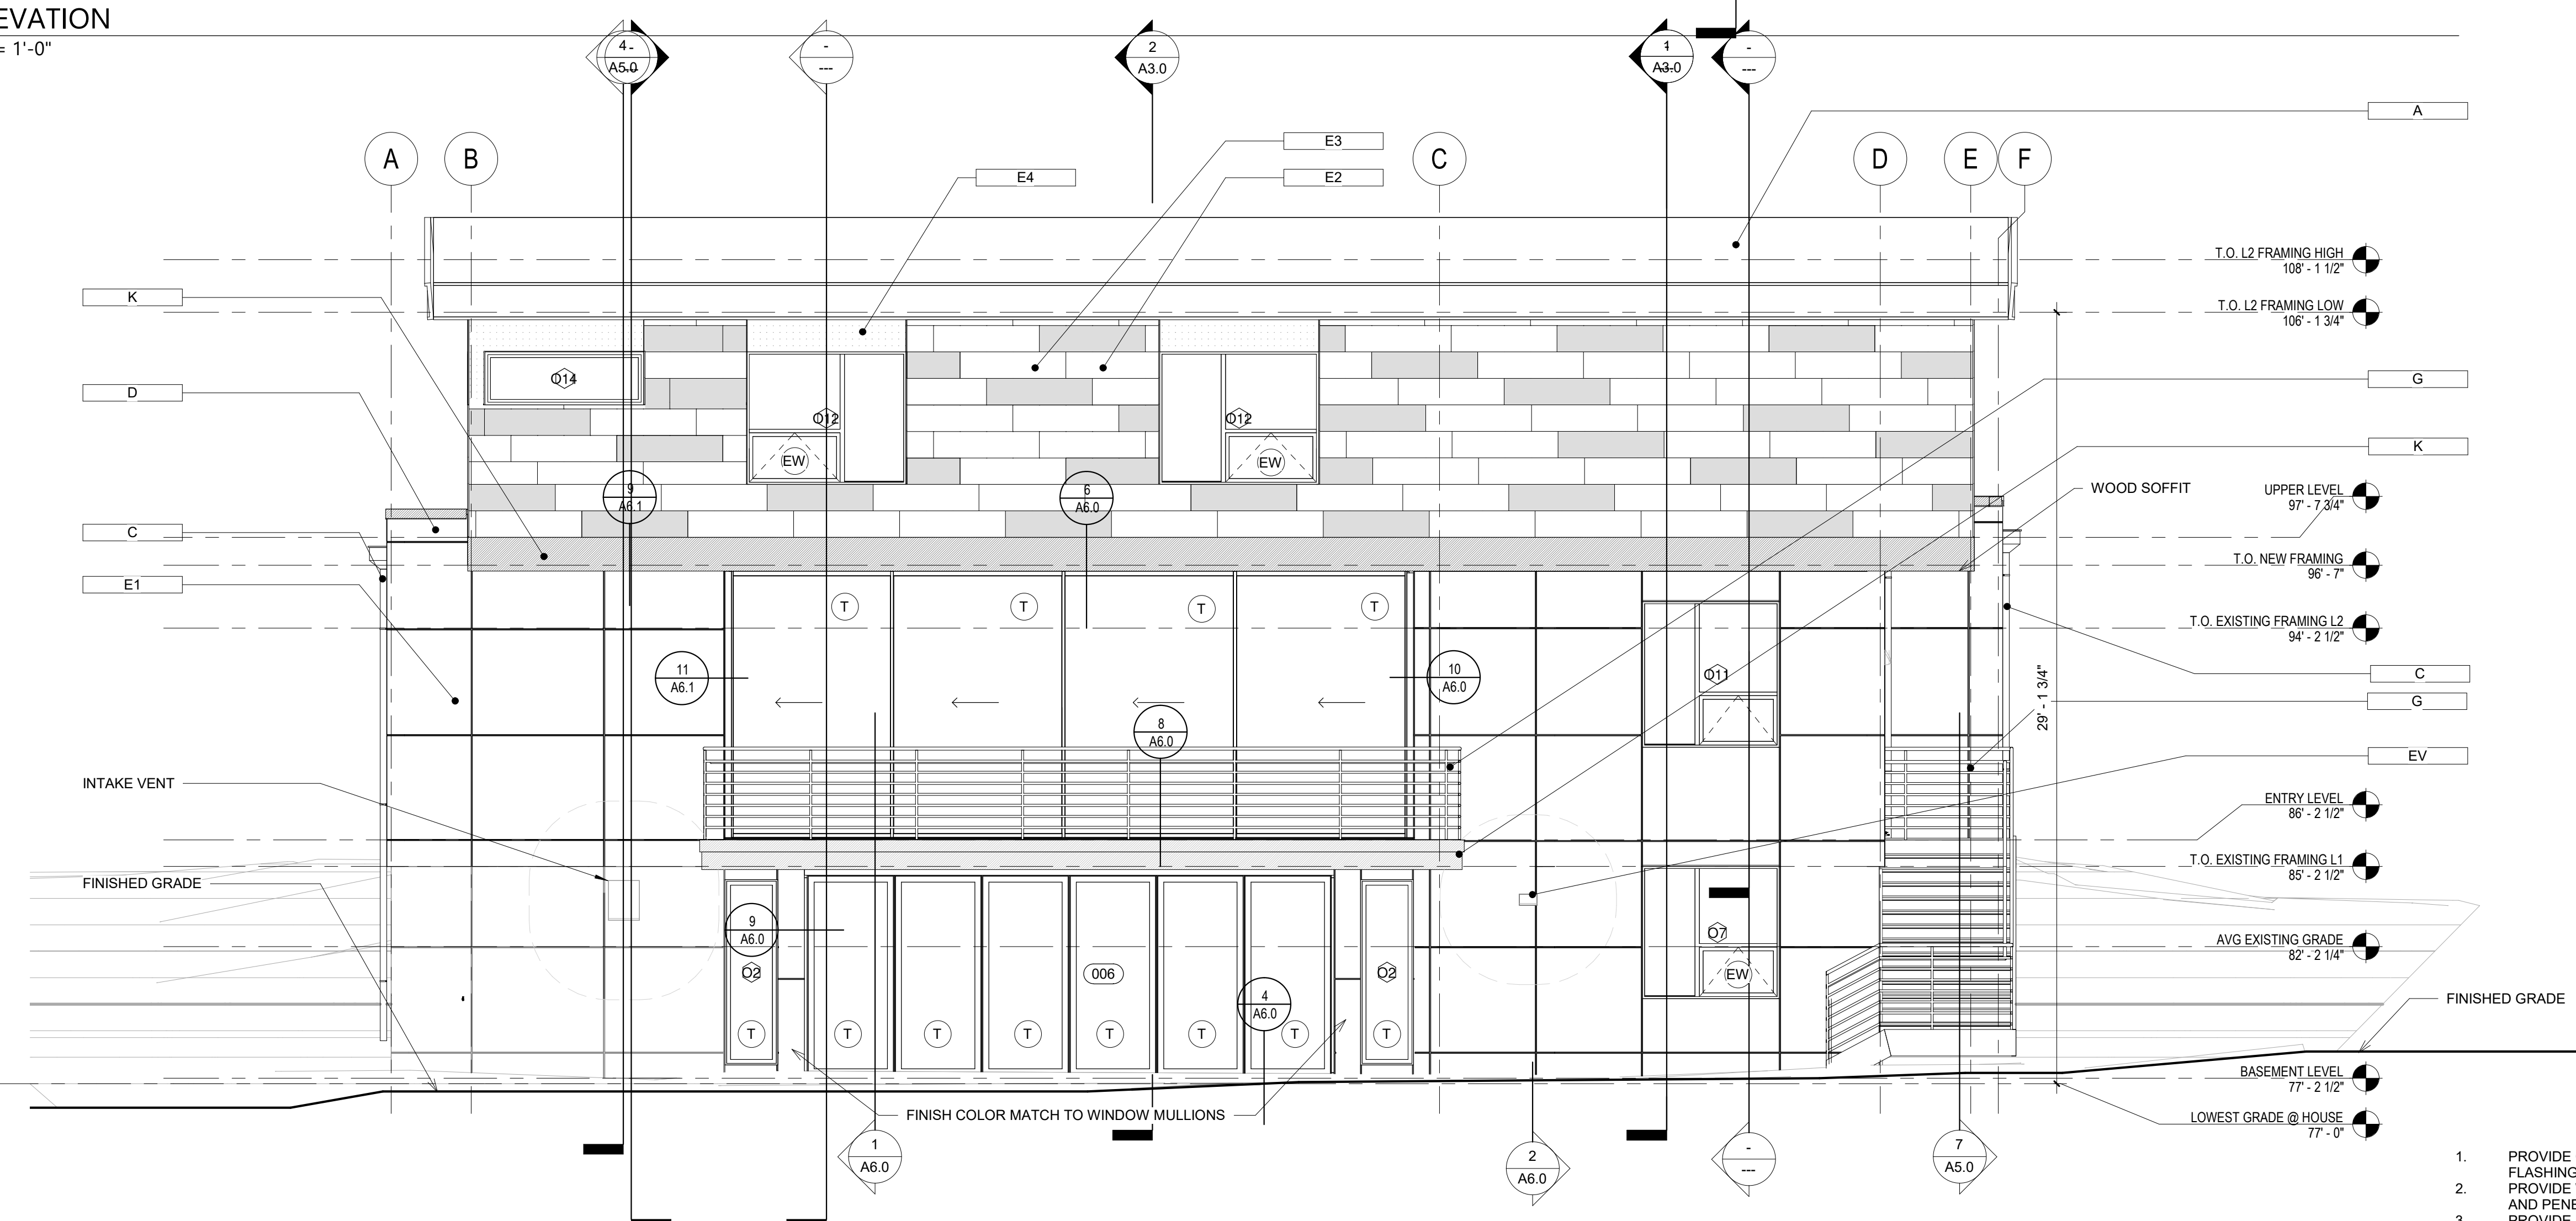 EVATION
= 1'-0"
4
-
A5.0
---
-
---
2
A3.0
1
-
A3.0
---
-
---
A
A
B
E3
C
D
E
F
E4
E2
T.O. L2 FRAMING HIGH
108' - 1 1/2"
K
T.O. L2 FRAMING LOW
106' - 1 3/4"
O14
G
D
O12
O12
K
EW
EW
9
A6.1
6
A6.0
WOOD SOFFIT
UPPER LEVEL
97' - 7 3/4"
C
T.O. NEW FRAMING
96' - 7"
E1
T
T
T
T
T.O. EXISTING FRAMING L2
94' - 2 1/2"
11
A6.1
10
A6.0
O11
C
29' - 1 3/4"
G
8
A6.0
EV
INTAKE VENT
ENTRY LEVEL
86' - 2 1/2"
T.O. EXISTING FRAMING L1
85' - 2 1/2"
FINISHED GRADE
9
A6.0
O7
AVG EXISTING GRADE
82' - 2 1/4"
O2
006
O2
EW
4
A6.0
FINISHED GRADE
T
T
T
T
T
T
T
T
BASEMENT LEVEL
77' - 2 1/2"
FINISH COLOR MATCH TO WINDOW MULLIONS
LOWEST GRADE @ HOUSE
77' - 0"
1
A6.0
2
A6.0
-
---
7
A5.0
1. PROVIDE
FLASHING
2. PROVIDE
AND PENE
3. PROVIDE